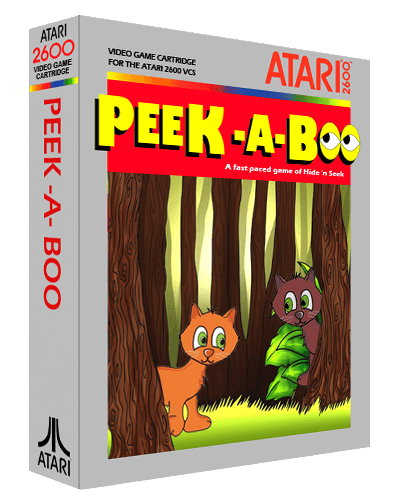 ATARI
2600
VIDEO GAME
CARTRIDGE
PEEK -A- BOO
ATARI
VIDEO GAME CARTRIDGE
FOR THE ATARI 2600 VCS
ATARI 2600
PEEK-A-BOO
A fast paced game of Hide 'n Seek